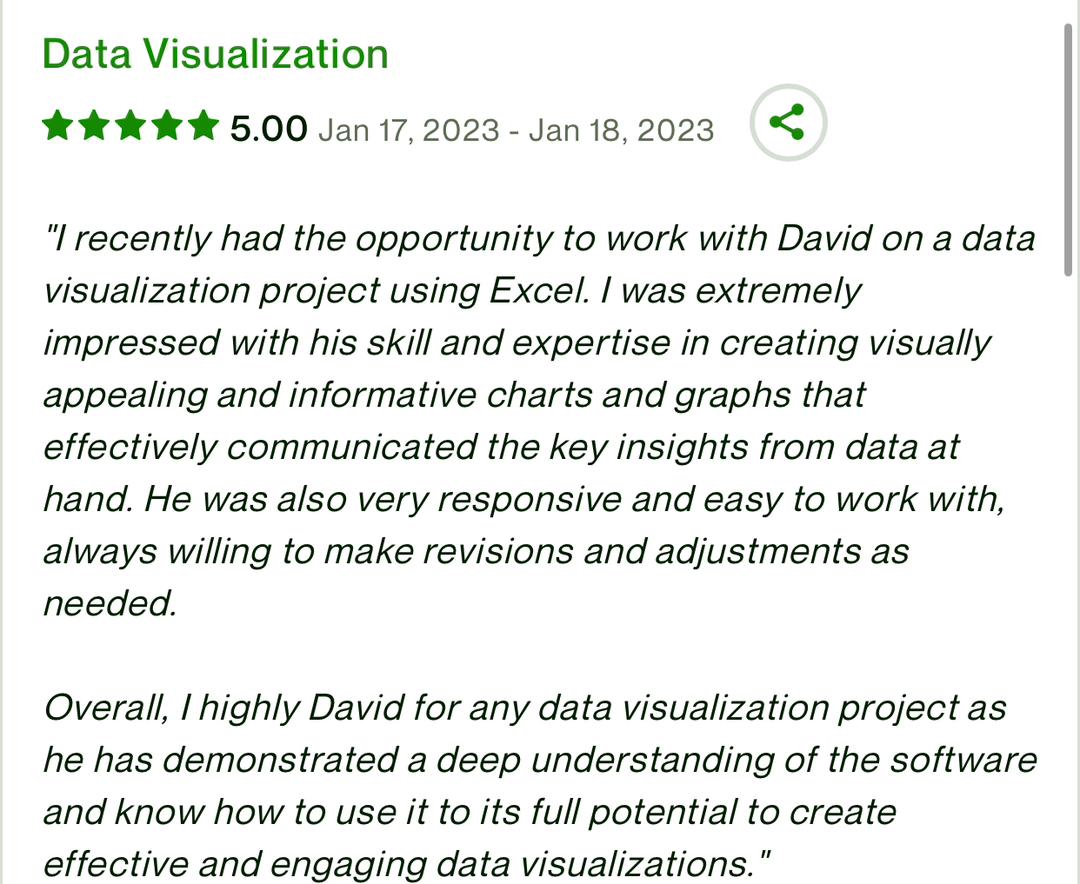 Data Visualization
5.00 Jan 17, 2023 - Jan 18, 2023
"I recently had the opportunity to work with David on a data
visualization project using Excel. I was extremely
impressed with his skill and expertise in creating visually
appealing and informative charts and graphs that
effectively communicated the key insights from data at
hand. He was also very responsive and easy to work with,
always willing to make revisions and adjustments as
needed.
Overall, I highly David for any data visualization project as
he has demonstrated a deep understanding of the software
and know how to use it to its full potential to create
effective and engaging data visualizations."